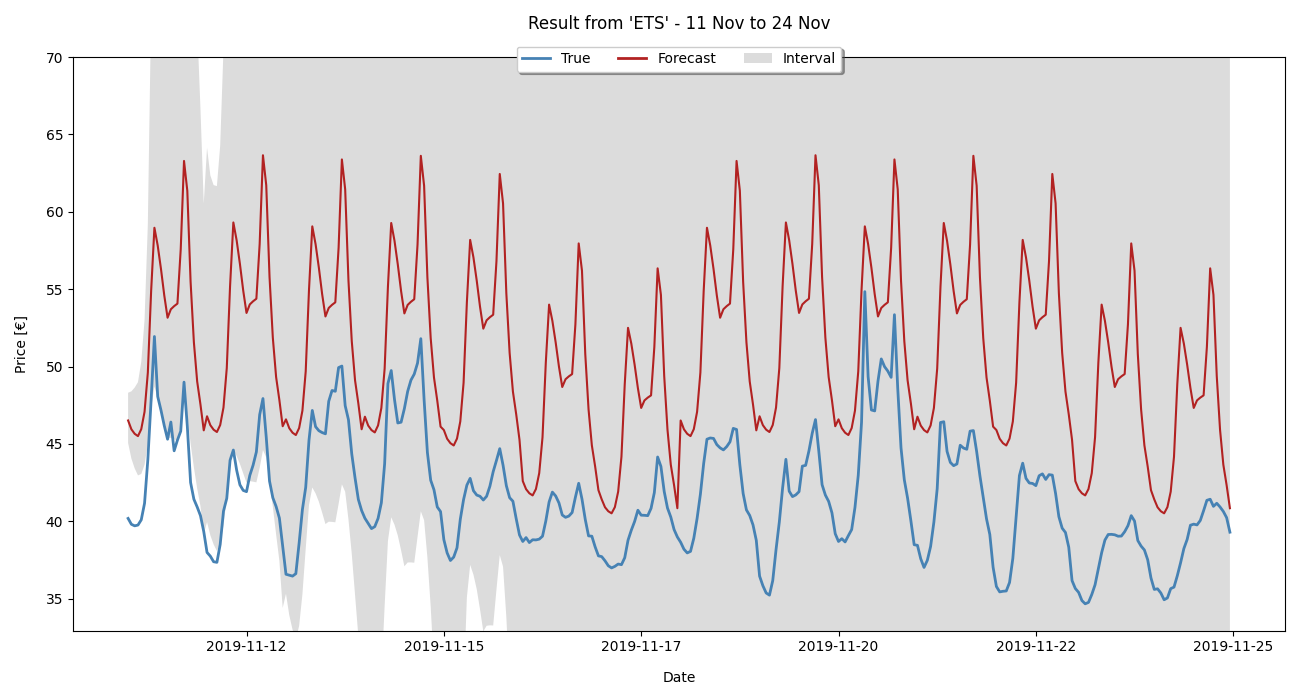 Result from 'ETS' - 11 Nov to 24 Nov
True Forecast Interval
70
65
60
55
50
45
40
35
Price [€]
2019-11-12 2019-11-15 2019-11-17 2019-11-20 2019-11-22 2019-11-25
Date